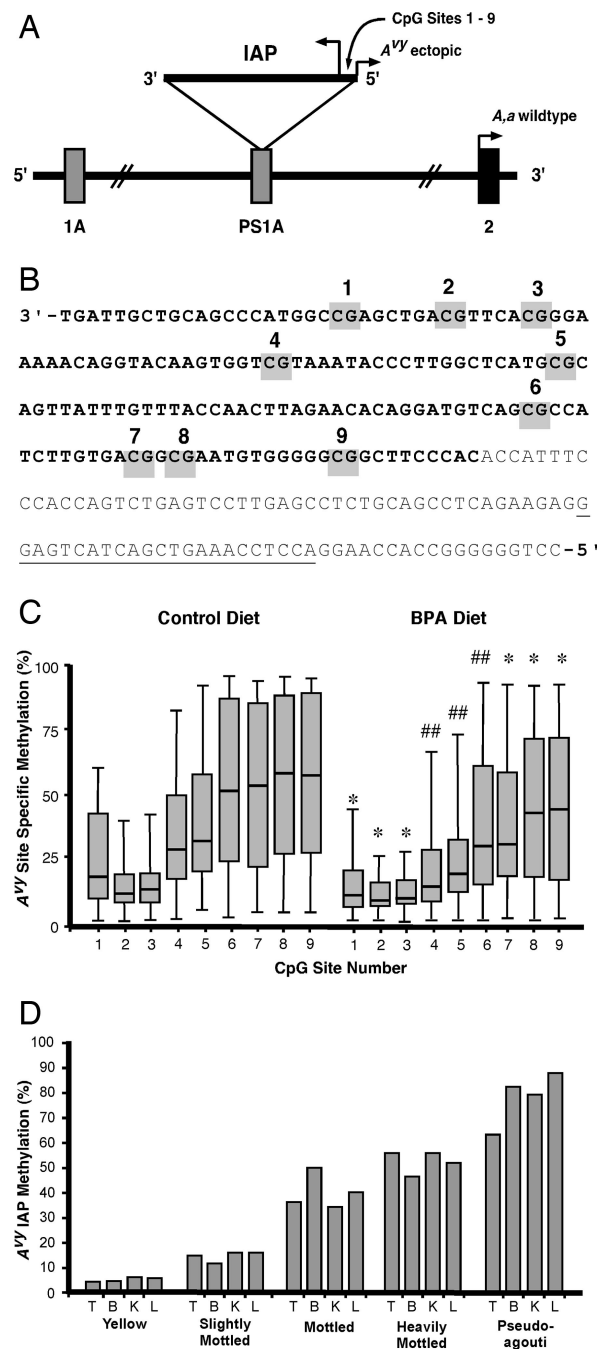 A
CpG Sites 1 - 9
IAP
Avy ectopic
3'
5'
A,a wildtype
5'
3'
1A
PS1A
2
B
1 2 3
3'-TGATTGCTGCAGCCCATGGCCGAGCTGACGTTCACGGGA
4 5
AAAACAGGTACAAGTGGTCGTAAATACCCTTGGCTCATGCGC
6
AGTTATTTGTTTACCAACTTAGAACACAGGATGTCAGCGCCA
7 8 9
TCTTGTGACGGCGAATGTGGGGGCGGCTTCCCACACCATTTC
CCACCAGTCTGAGTCCTTGAGCCTCTGCAGCCTCAGAAGAGG
GAGTCATCAGCTGAAACCTCCAGGAACCACCGGGGGGTCC-5'
C
Control Diet BPA Diet
Avy Site Specific Methylation (%)
100
75
50
25
0
* * * ## ## ## * * *
1 2 3 4 5 6 7 8 9 1 2 3 4 5 6 7 8 9
CpG Site Number
D
Avy IAP Methylation (%)
100
90
80
70
60
50
40
30
20
10
0
T B K L T B K L T B K L T B K L T B K L
Yellow
Slightly
Mottled
Mottled
Heavily
Mottled
Pseudo-
agouti